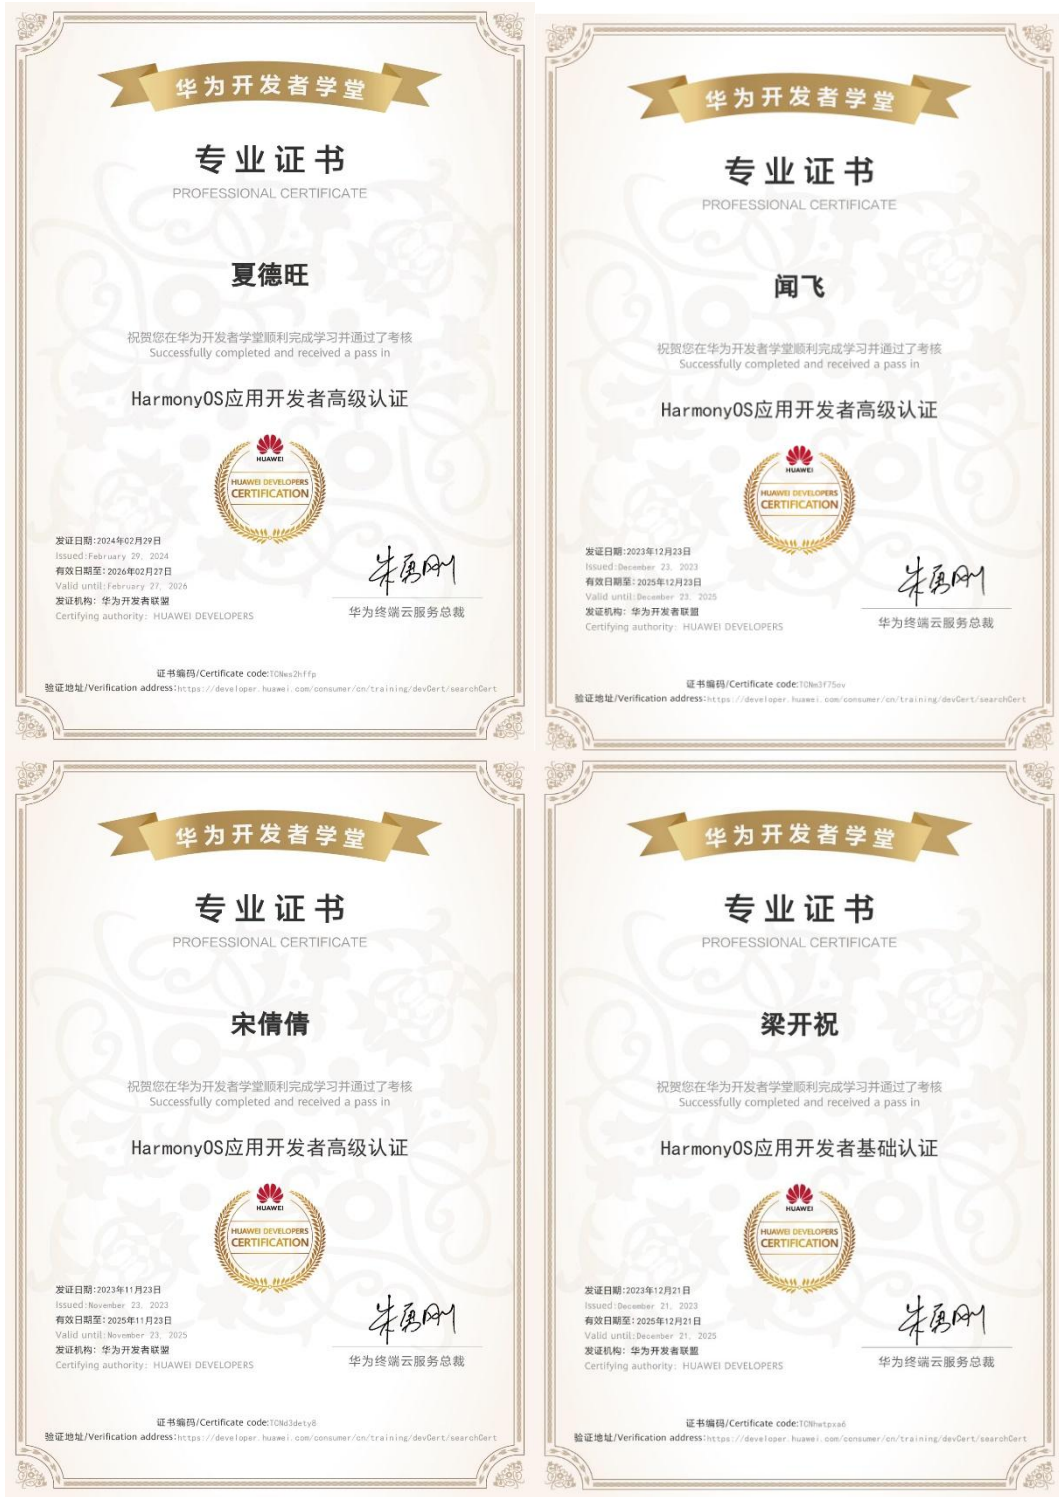 华为开发者学堂
专业证书
PROFESSIONAL CERTIFICATE
夏德旺
祝贺您在华为开发者学堂顺利完成学习并通过了考核
Successfully completed and received a pass in
HarmonyOS应用开发者高级认证
HUAWEI
HUAWEI DEVELOPERS
CERTIFICATION
发证日期:2024年02月29日
Issued:February 29, 2024
有效日期至:2026年02月27日
Valid until:February 27, 2026
发证机构：华为开发者联盟
Certifying authority: HUAWEI DEVELOPERS
朱勇刚
华为终端云服务总裁
证书编码/Certificate code:TCNes2hffp
验证地址/Verification address:https://developer.huawei.com/consumer/cn/training/devCert/searchCert
华为开发者学堂
专业证书
PROFESSIONAL CERTIFICATE
闻飞
祝贺您在华为开发者学堂顺利完成学习并通过了考核
Successfully completed and received a pass in
HarmonyOS应用开发者高级认证
HUAWEI
HUAWEI DEVELOPERS
CERTIFICATION
发证日期:2023年12月23日
Issued:December 23, 2023
有效日期至:2025年12月23日
Valid until:December 23, 2025
发证机构：华为开发者联盟
Certifying authority: HUAWEI DEVELOPERS
朱勇刚
华为终端云服务总裁
证书编码/Certificate code:TCNm3f75ev
验证地址/Verification address:https://developer.huawei.com/consumer/cn/training/devCert/searchCert
华为开发者学堂
专业证书
PROFESSIONAL CERTIFICATE
宋倩倩
祝贺您在华为开发者学堂顺利完成学习并通过了考核
Successfully completed and received a pass in
HarmonyOS应用开发者高级认证
HUAWEI
HUAWEI DEVELOPERS
CERTIFICATION
发证日期:2023年11月23日
Issued:November 23, 2023
有效日期至:2025年11月23日
Valid until:November 23, 2025
发证机构：华为开发者联盟
Certifying authority: HUAWEI DEVELOPERS
朱勇刚
华为终端云服务总裁
证书编码/Certificate code:TCNd3dety8
验证地址/Verification address:https://developer.huawei.com/consumer/cn/training/devCert/searchCert
华为开发者学堂
专业证书
PROFESSIONAL CERTIFICATE
梁开祝
祝贺您在华为开发者学堂顺利完成学习并通过了考核
Successfully completed and received a pass in
HarmonyOS应用开发者基础认证
HUAWEI
HUAWEI DEVELOPERS
CERTIFICATION
发证日期:2023年12月21日
Issued:December 21, 2023
有效日期至:2025年12月21日
Valid until:December 21, 2025
发证机构：华为开发者联盟
Certifying authority: HUAWEI DEVELOPERS
朱勇刚
华为终端云服务总裁
证书编码/Certificate code:TCNhwtpxa6
验证地址/Verification address:https://developer.huawei.com/consumer/cn/training/devCert/searchCert